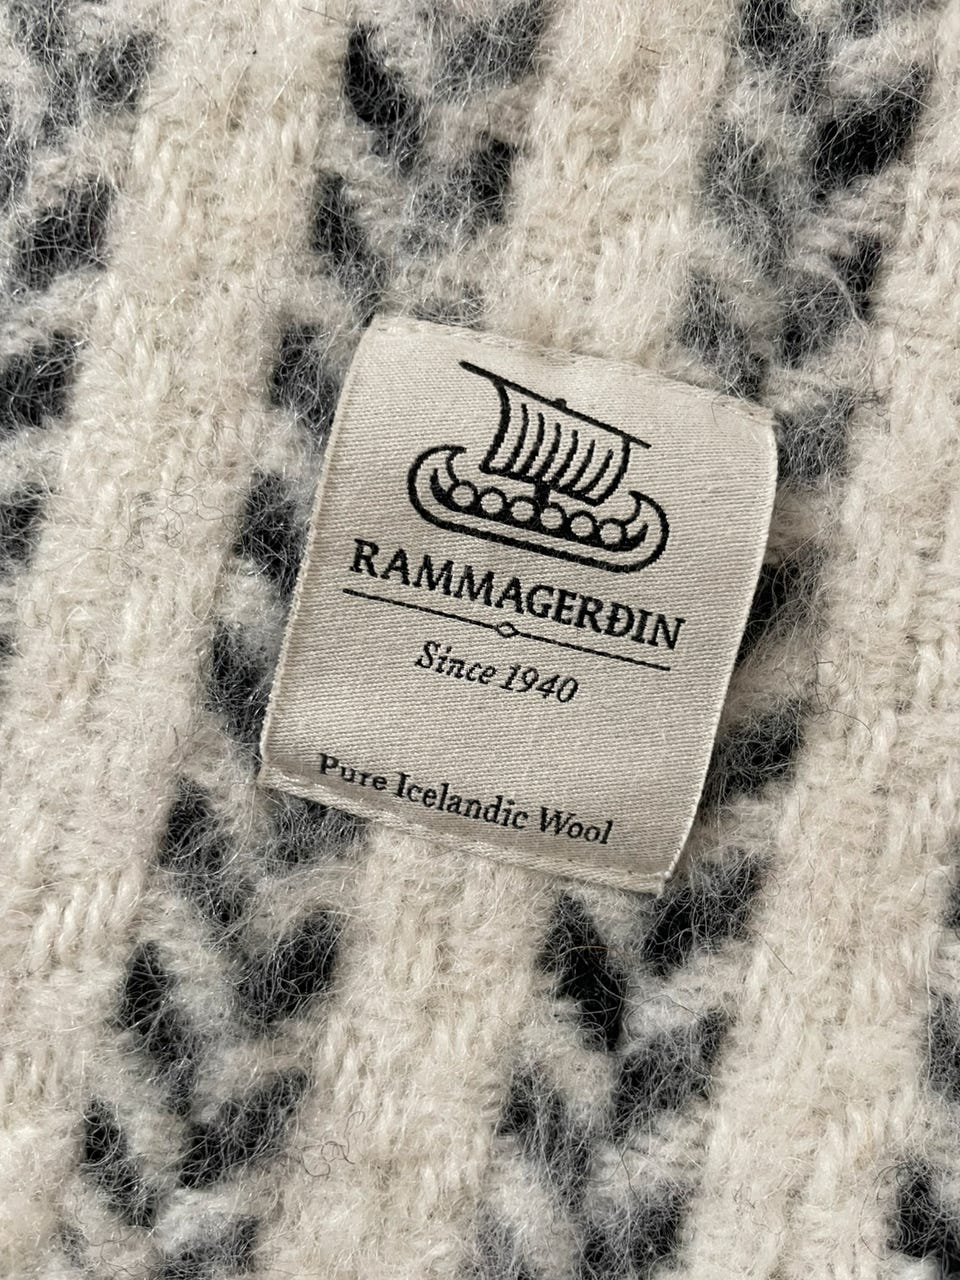 RAMMAGERÐIN
Since 1940
Pure Icelandic Wool